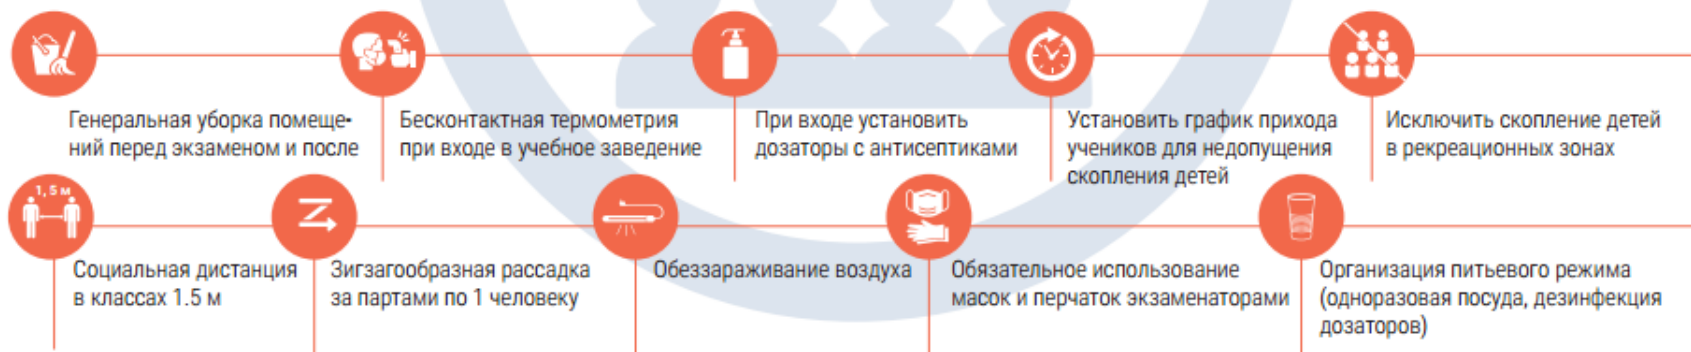 Генеральная уборка помеще-
ний перед экзаменом и после
Бесконтактная термометрия
при входе в учебное заведение
При входе установить
дозаторы с антисептиками
Установить график прихода
учеников для недопущения
скопления детей
Исключить скопление детей
в рекреационных зонах
1,5 м
Социальная дистанция
в классах 1.5 м
Зигзагообразная рассадка
за партами по 1 человеку
Обеззараживание воздуха
Обязательное использование
масок и перчаток экзаменаторами
Организация питьевого режима
(одноразовая посуда, дезинфекция
дозаторов)